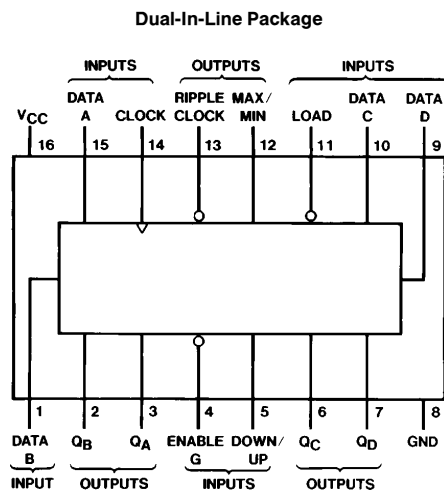 Dual-In-Line Package
INPUTS OUTPUTS INPUTS
DATA RIPPLE MAX/ DATA DATA
VCC A CLOCK CLOCK MIN LOAD C D
16 15 14 13 12 11 10 9
1 2 3 4 5 6 7 8
DATA QB QA ENABLE DOWN/ QC QD GND
B G UP
INPUT OUTPUTS INPUTS OUTPUTS